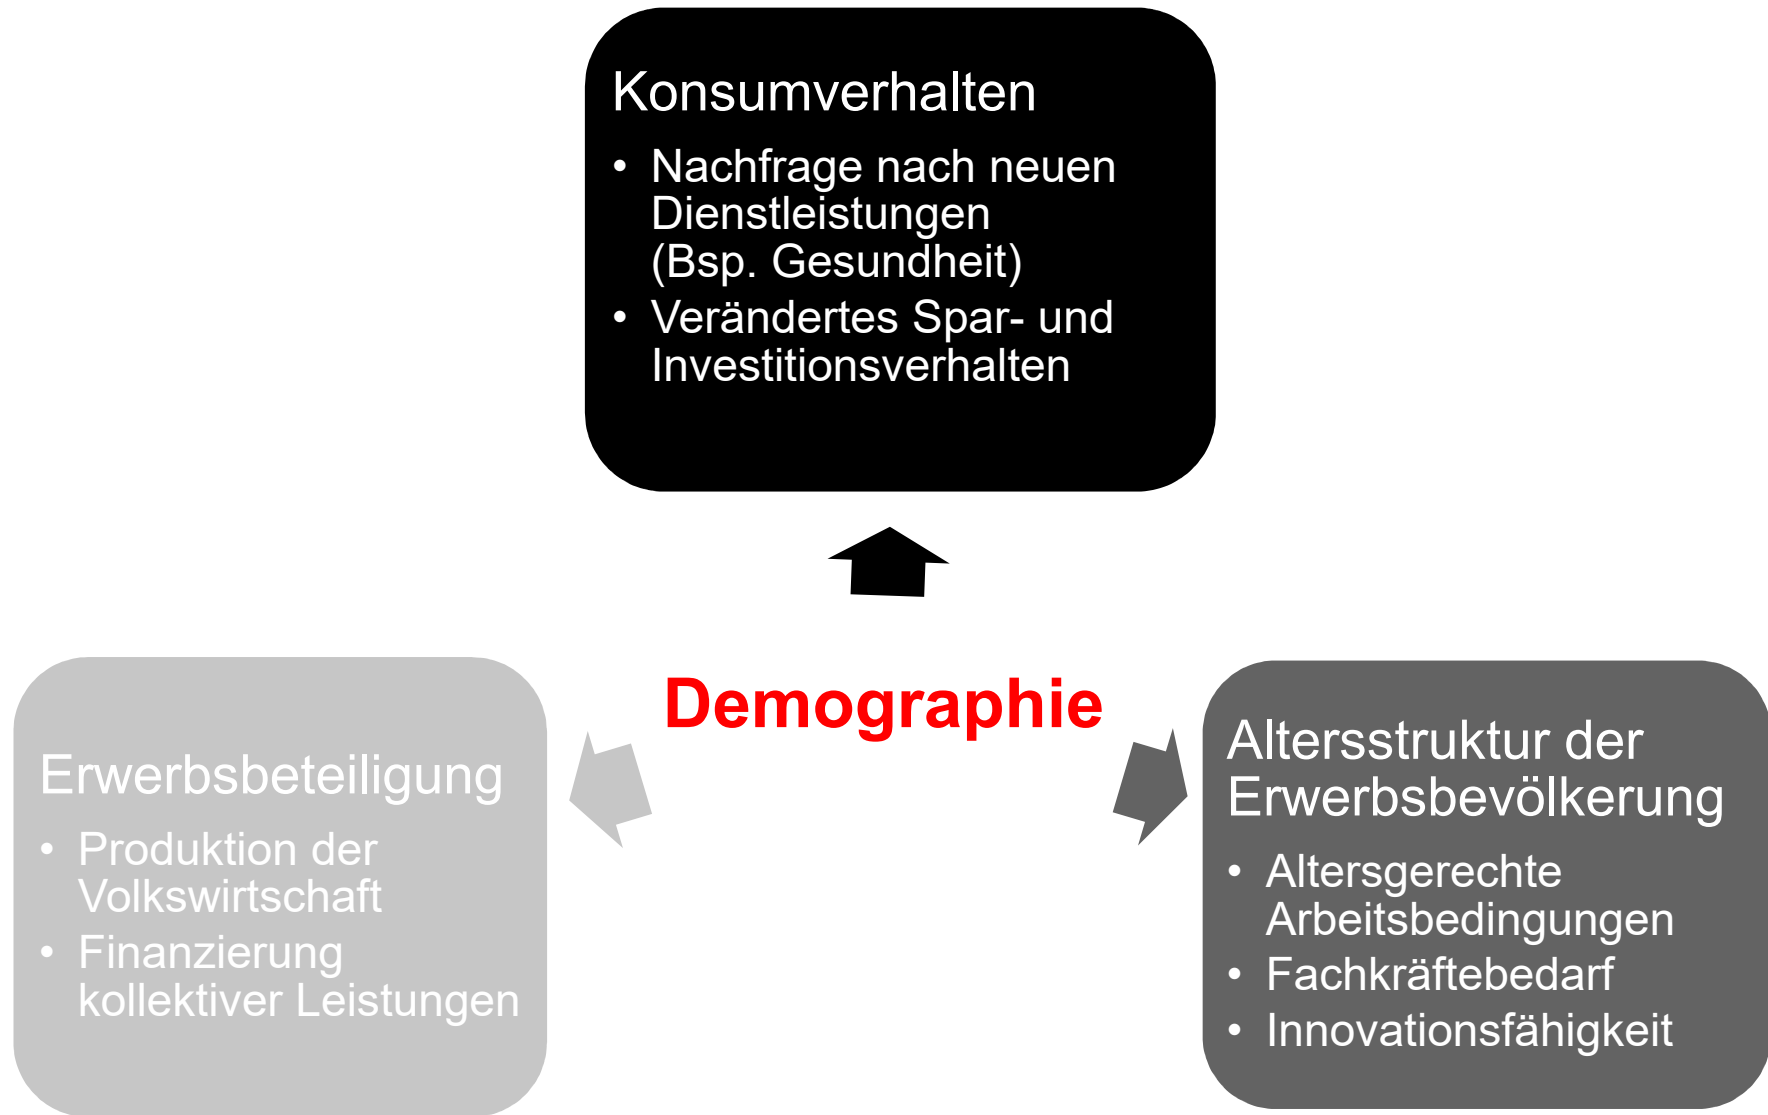 Konsumverhalten
• Nachfrage nach neuen
Dienstleistungen
(Bsp. Gesundheit)
• Verändertes Spar- und
Investitionsverhalten
Demographie
Erwerbsbeteiligung
• Produktion der
Volkswirtschaft
• Finanzierung
kollektiver Leistungen
Altersstruktur der
Erwerbsbevölkerung
• Altersgerechte
Arbeitsbedingungen
• Fachkräftebedarf
• Innovationsfähigkeit